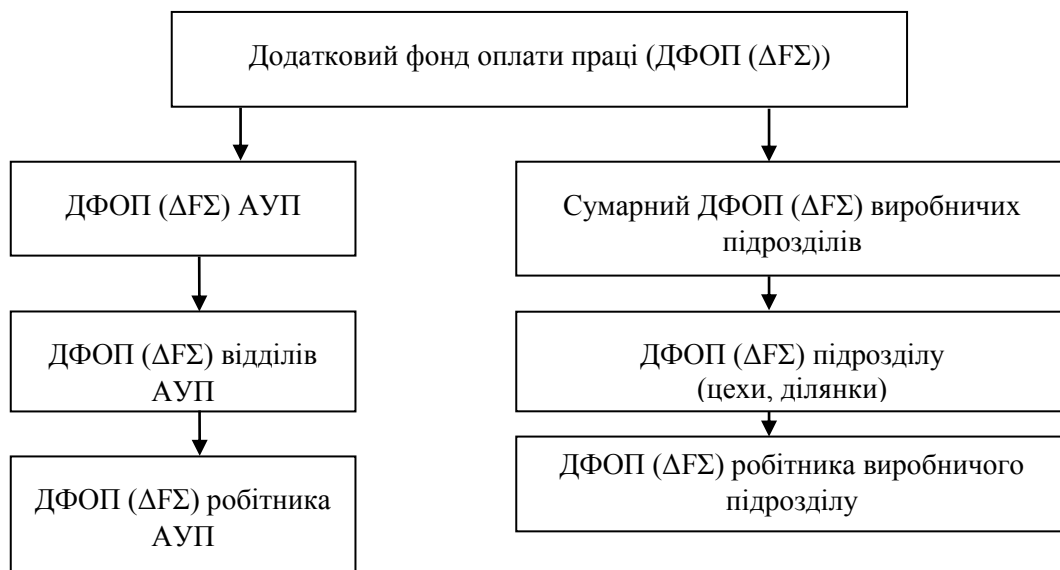 Додатковий фонд оплати праці (ДФОП (ΔFΣ))
ДФОП (ΔFΣ) АУП
Сумарний ДФОП (ΔFΣ) виробничих
підрозділів
ДФОП (ΔFΣ) відділів
АУП
ДФОП (ΔFΣ) підрозділу
(цехи, ділянки)
ДФОП (ΔFΣ) робітника
АУП
ДФОП (ΔFΣ) робітника виробничого
підрозділу